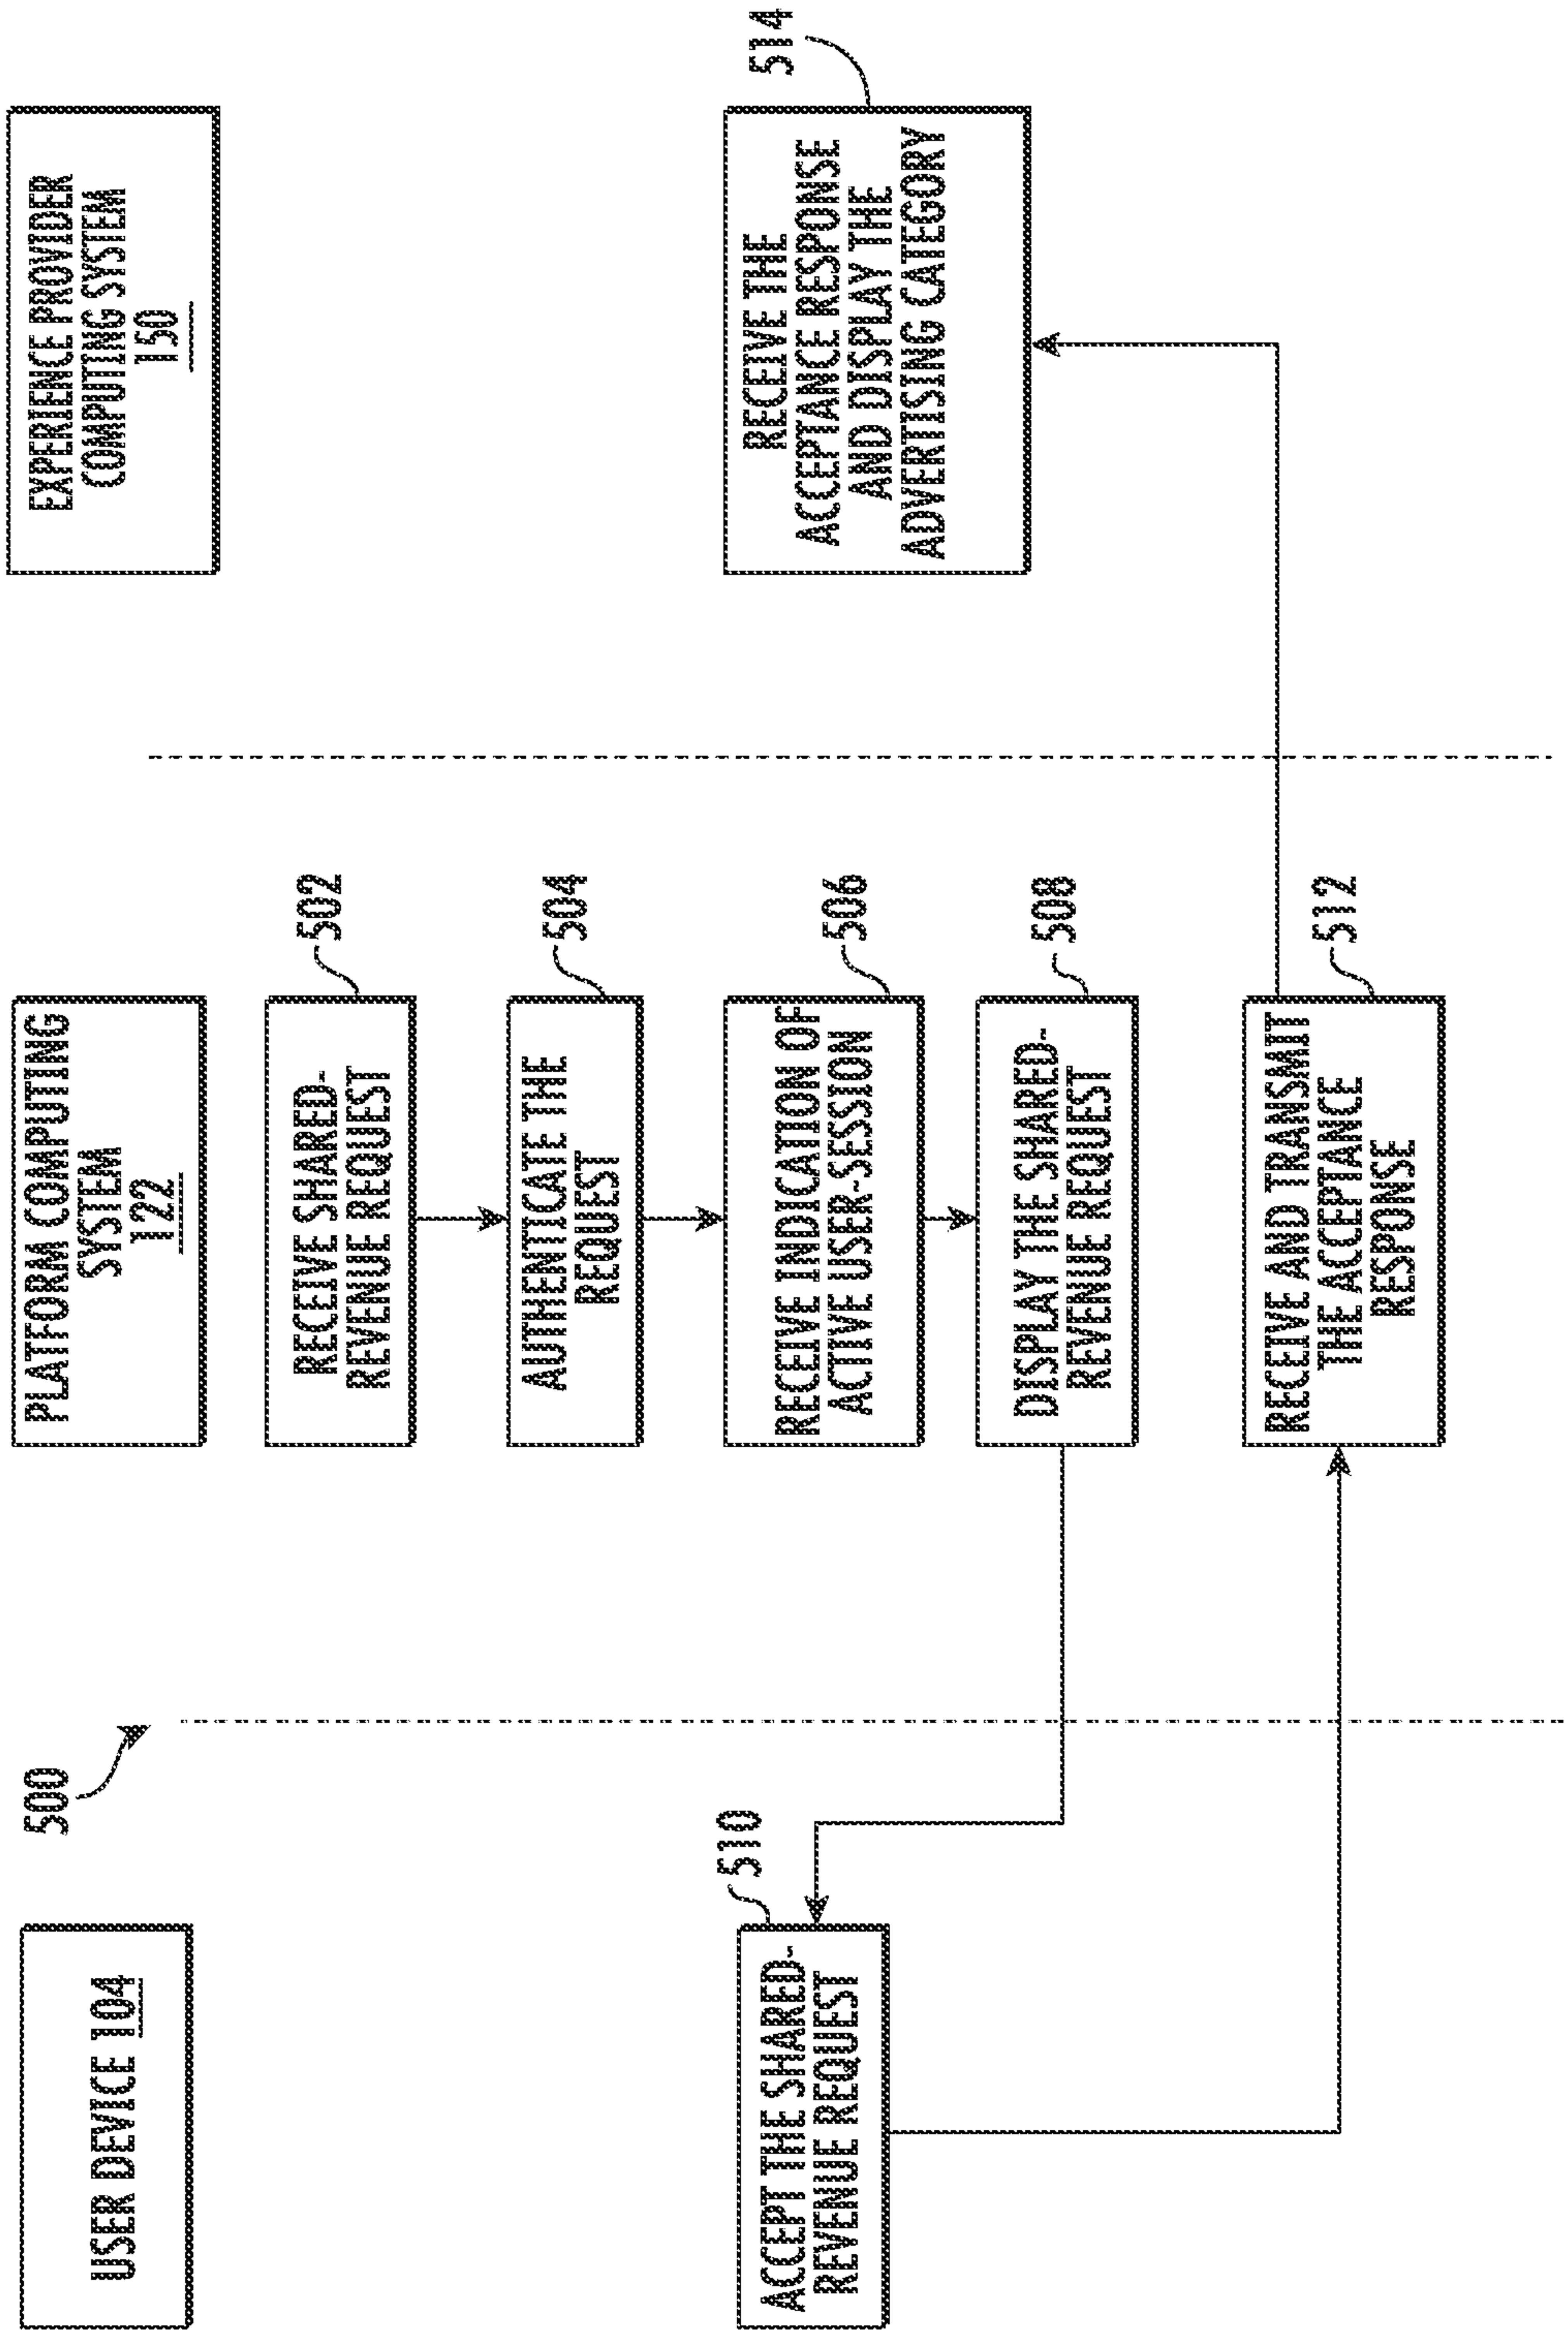 500
USER DEVICE 104
PLATFORM COMPUTING
SYSTEM
122
EXPERIENCE PROVIDER
COMPUTING SYSTEM
150
502
RECEIVE SHARED-
REVENUE REQUEST
504
AUTHENTICATE THE
REQUEST
506
RECEIVE INDICATION OF
ACTIVE USER-SESSION
508
DISPLAY THE SHARED-
REVENUE REQUEST
510
ACCEPT THE SHARED-
REVENUE REQUEST
512
RECEIVE AND TRANSMIT
THE ACCEPTANCE
RESPONSE
514
RECEIVE THE
ACCEPTANCE RESPONSE
AND DISPLAY THE
ADVERTISING CATEGORY